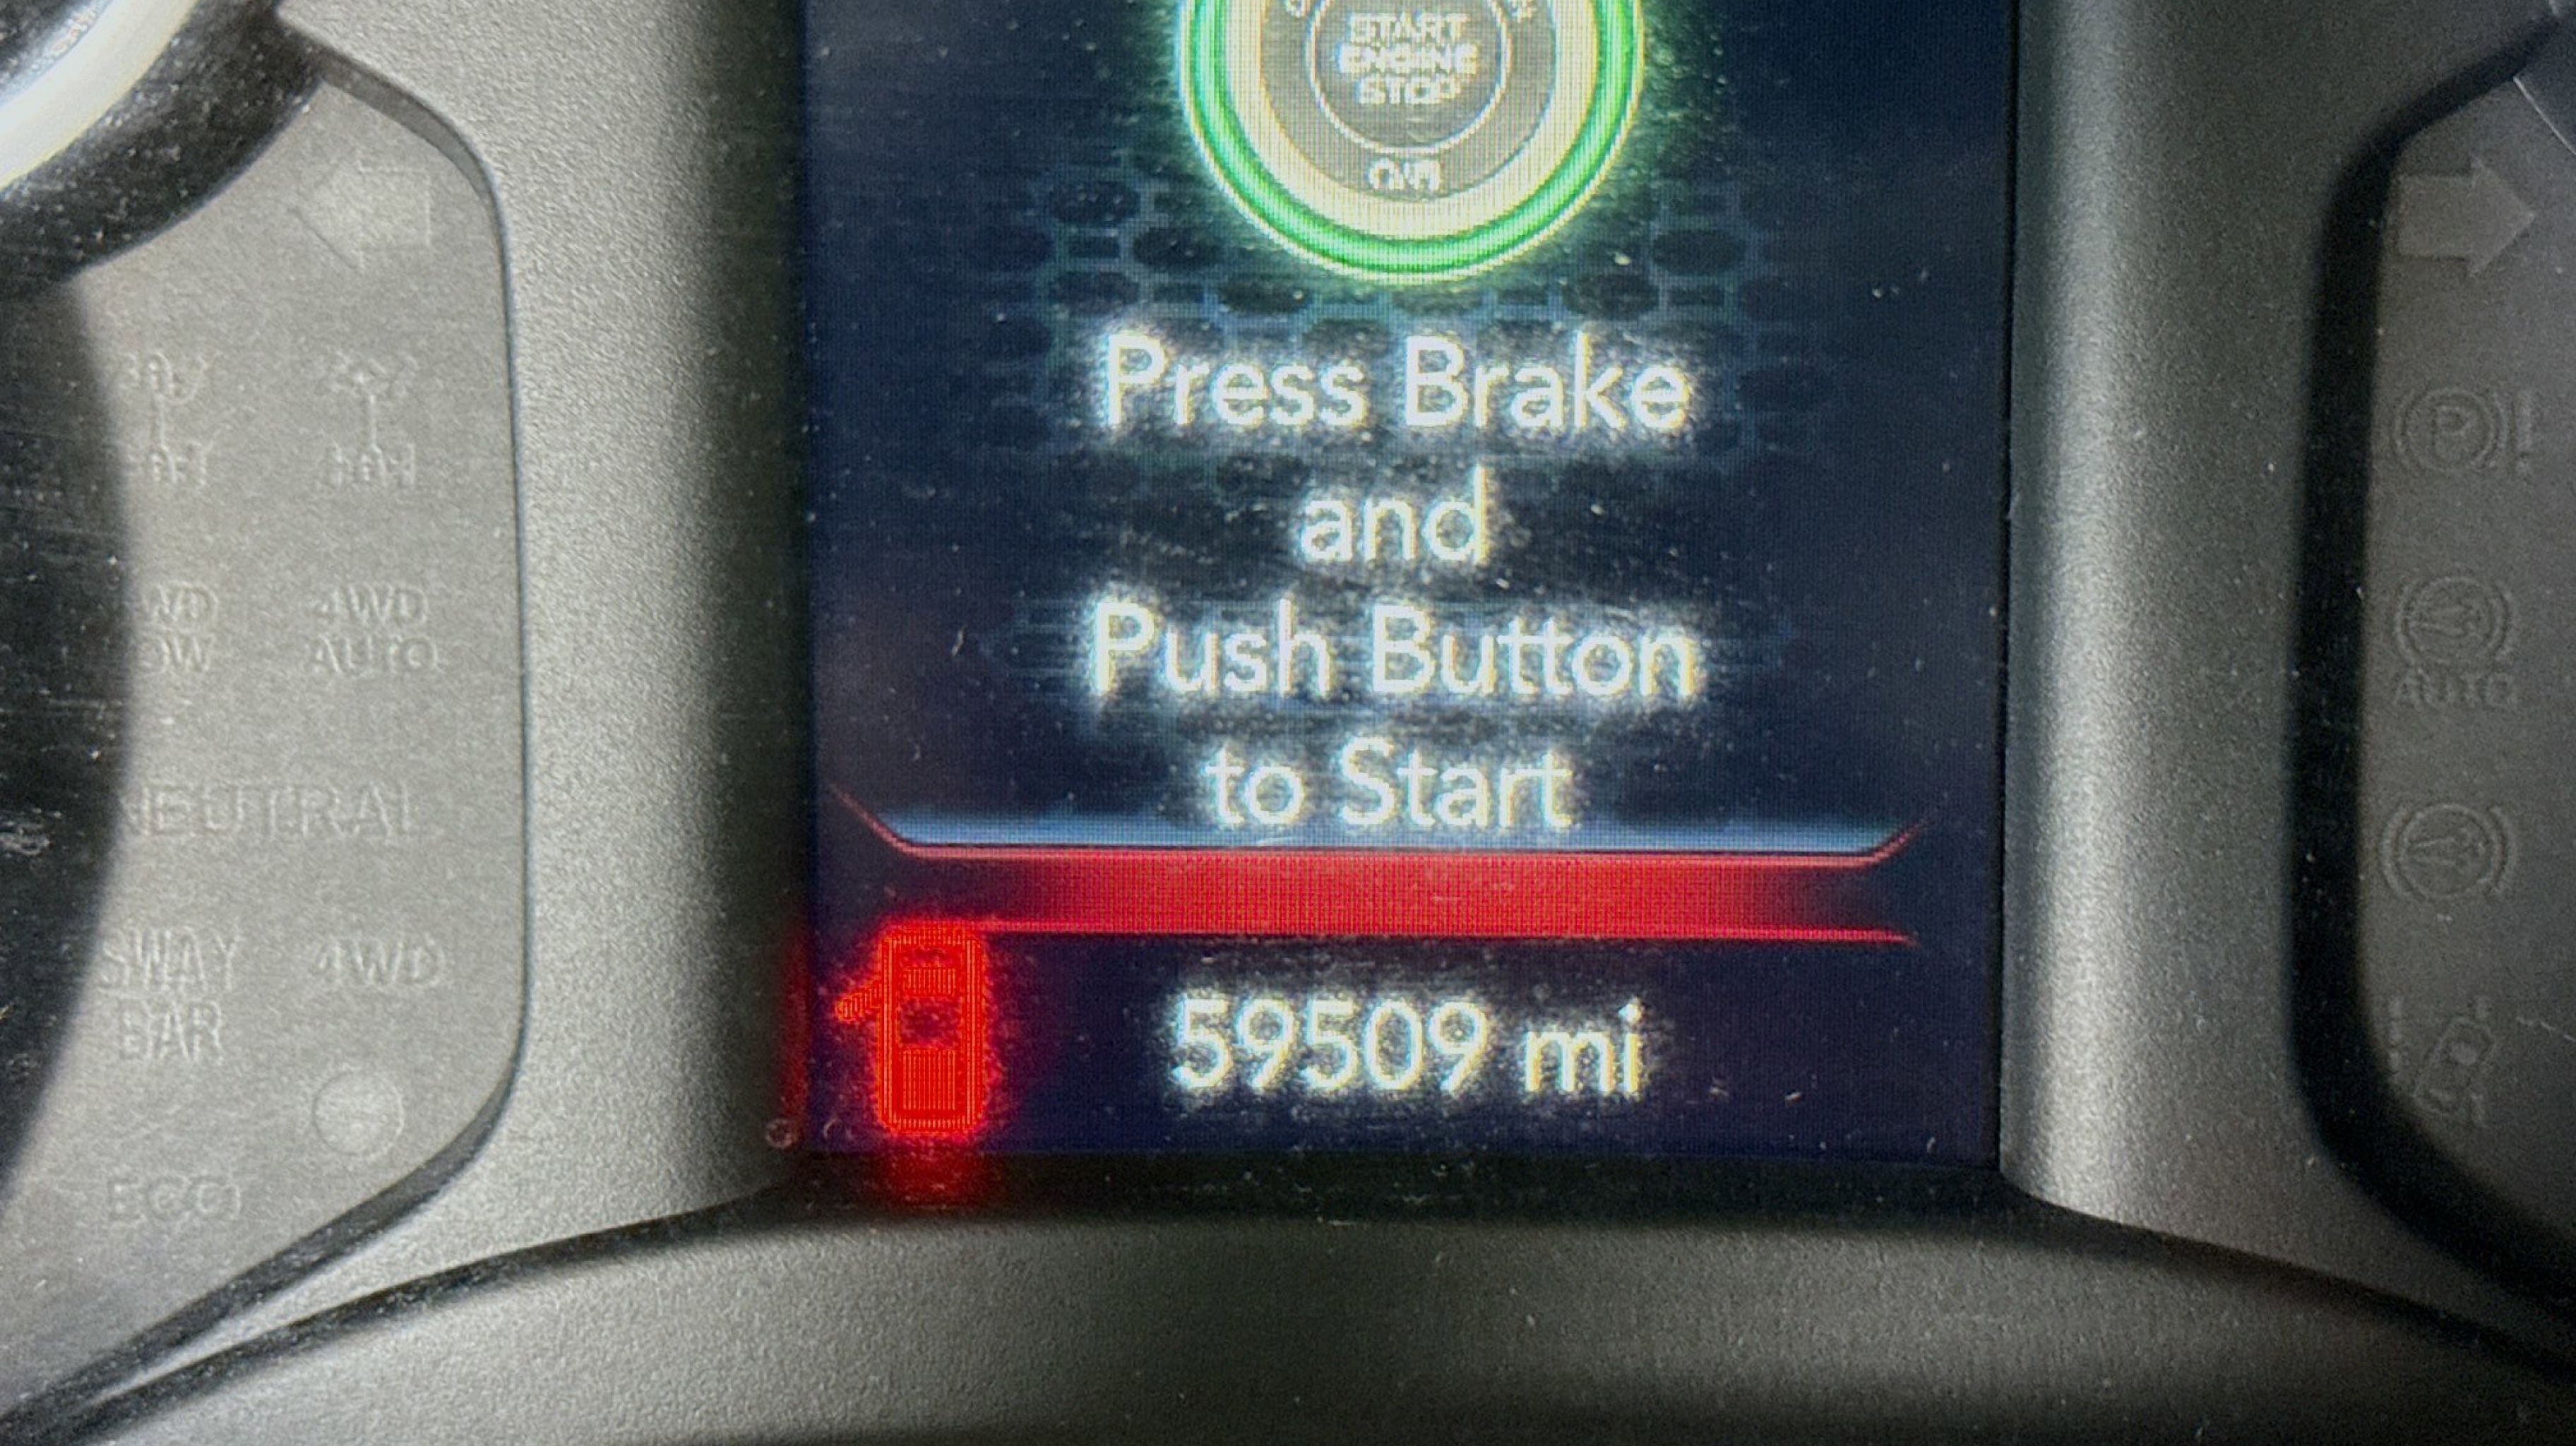 START
ENGINE
STOP
Press Brake
and
Push Button
to Start
4WD
AUTO
AUTO
NEUTRAL
SWAY
BAR
4WD
59509 mi
ECO